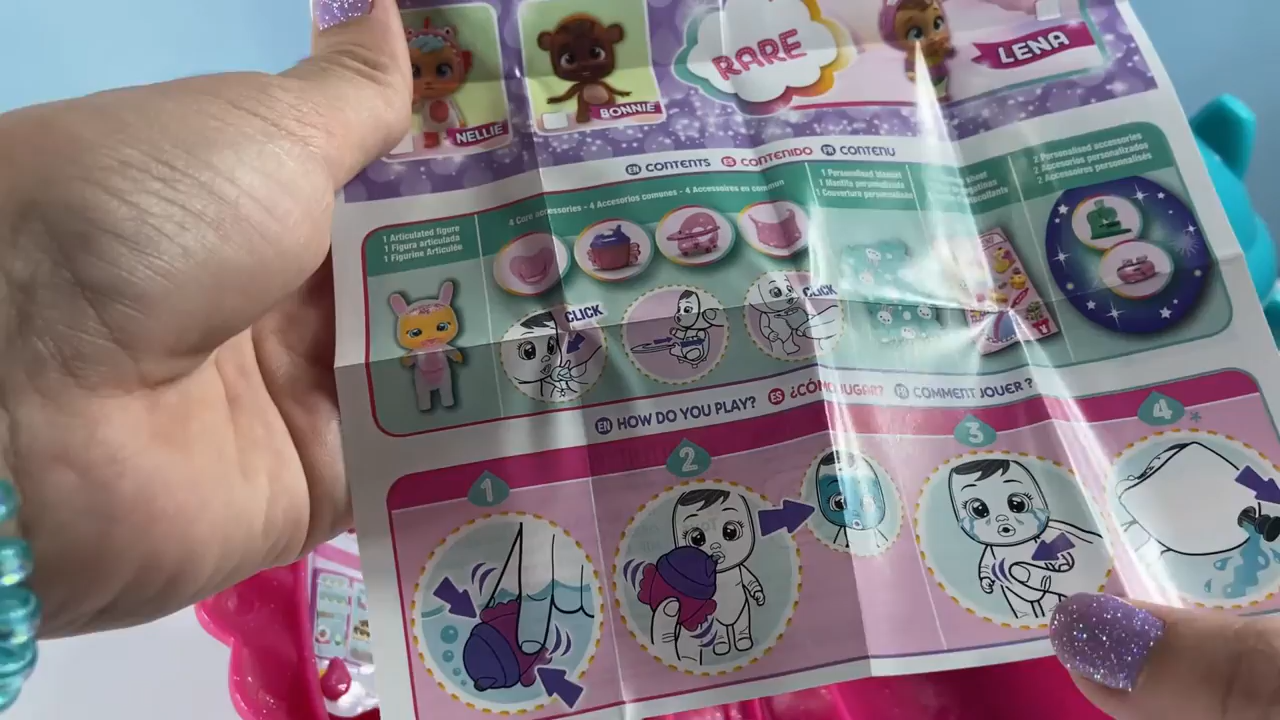 NELLIE
BONNIE
RARE
LENA
EN CONTENTS ES CONTENIDO FR CONTENU
1 Articulated figure
1 Figura articulada
1 Figurine Articulée
4 Core accessories - 4 Accesorios comunes - 4 Accessoires en commun
1 Personalised blanket
1 Mantita personalizada
1 Couverture personnalisée
2 Personalised accessories
2 Accesorios personalizados
2 Accessoires personnalisés
CLICK
CLICK
EN HOW DO YOU PLAY? ES ¿CÓMO JUGAR? FR COMMENT JOUER ?
1
2
3
4 *